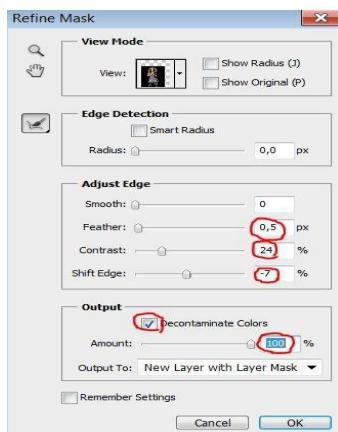 Refine Mask
View Mode
View:
Show Radius (J)
Show Original (P)
Edge Detection
Smart Radius
Radius: 0,0 px
Adjust Edge
Smooth: 0
Feather: 0,5 px
Contrast: 24 %
Shift Edge: -7 %
Output
Decontaminate Colors
Amount: 100 %
Output To: New Layer with Layer Mask
Remember Settings
Cancel OK